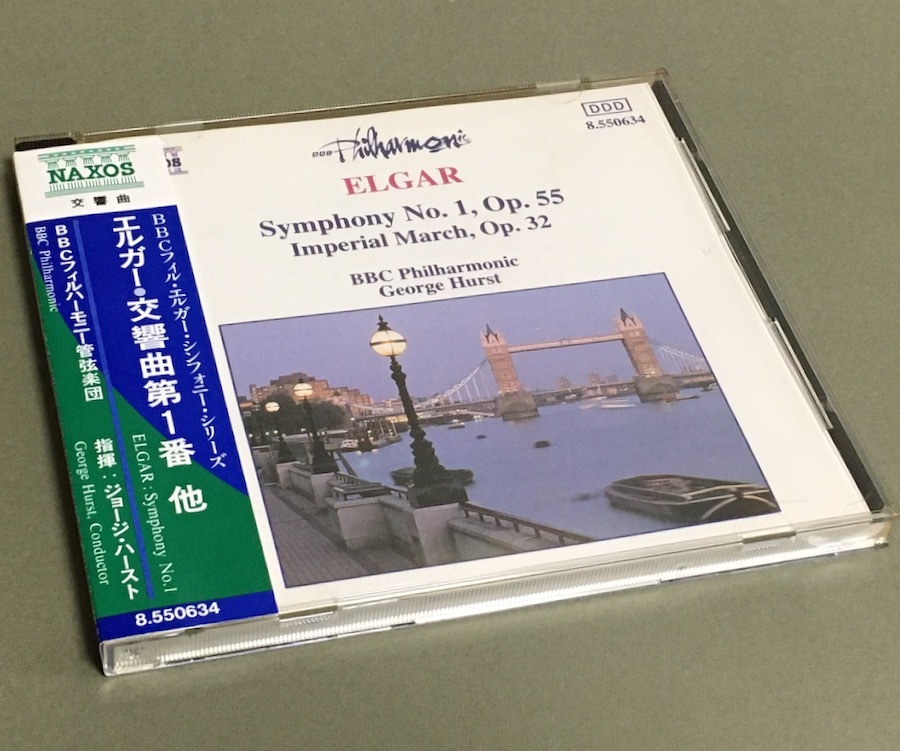 NAXOS
交響曲
BBCフィル・エルガー・シンフォニー・シリーズ
エルガー・交響曲第1番 他
ELGAR: Symphony No.1
BBCフィルハーモニー管弦楽団
BBC Philharmonic
指揮:ジョージ・ハースト
George Hurst, Conductor
8.550634
DDD
8.550634
BBC Philharmonic
ELGAR
Symphony No. 1, Op. 55
Imperial March, Op. 32
BBC Philharmonic
George Hurst